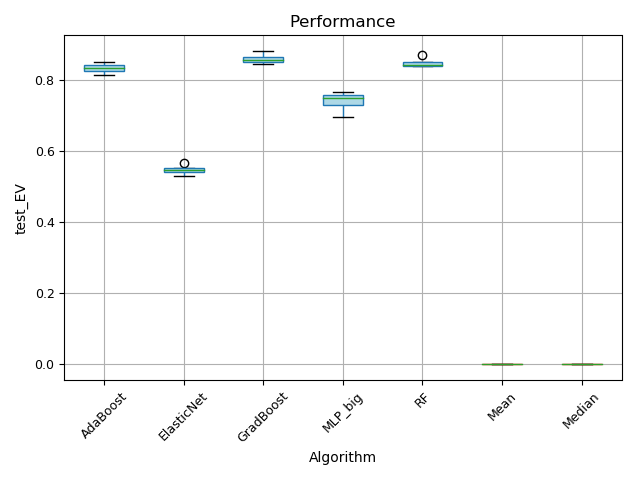 Performance
test_EV
0.8
0.6
0.4
0.2
0.0
AdaBoost
ElasticNet
GradBoost
MLP_big
RF
Mean
Median
Algorithm